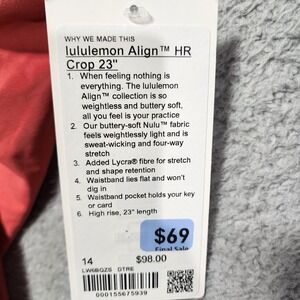 WHY WE MADE THIS
lululemon Align™ HR
Crop 23"
1. When feeling nothing is
everything. The lululemon
Align™ collection is so
weightless and buttery soft,
all you feel is your practice
2. Our buttery-soft Nulu™ fabric
feels weightlessly light and is
sweat-wicking and four-way
stretch
3. Added Lycra® fibre for stretch
and shape retention
4. Waistband lies flat and won't
dig in
5. Waistband pocket holds your key
or card
6. High rise, 23" length
$69
Final Sale
14 $98.00
LW6BQZS DTRE
000155675939